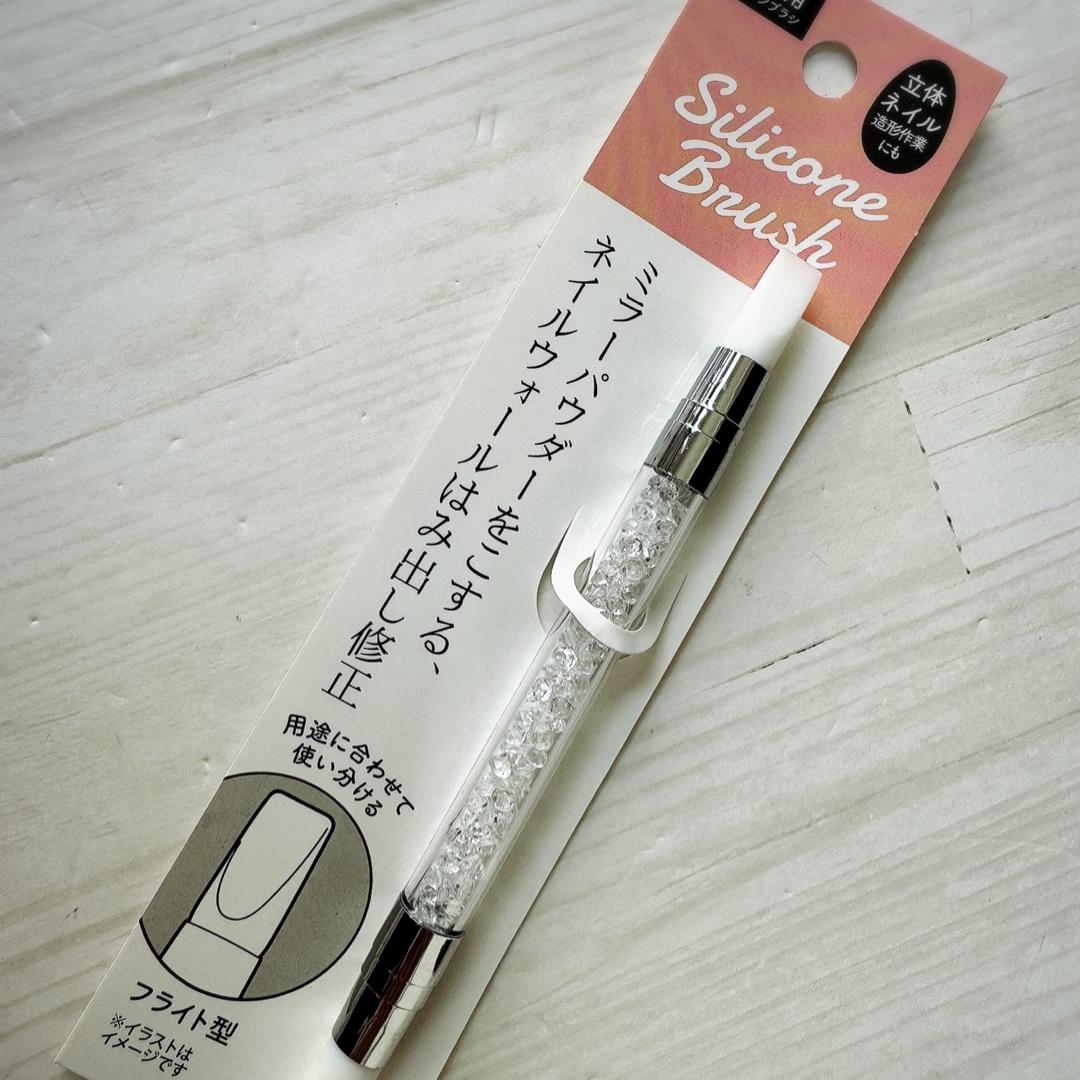 立体
ネイル
造形作業
にも
Silicone
Brush
ミラーパウダーをこする、
ネイルウォールはみ出し修正
用途に合わせて
使い分ける
フライト型
※イラストは
イメージです